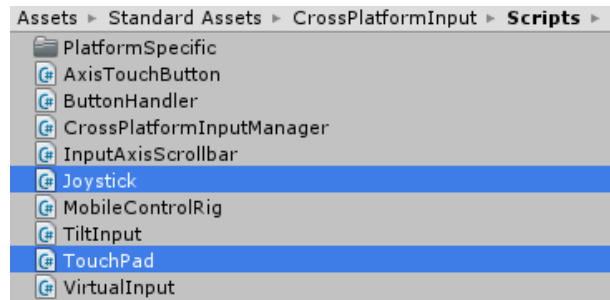 Assets ▸ Standard Assets ▸ CrossPlatformInput ▸ Scripts ▸
PlatformSpecific
C# AxisTouchButton
C# ButtonHandler
C# CrossPlatformInputManager
C# InputAxisScrollbar
C# Joystick
C# MobileControlRig
C# TiltInput
C# TouchPad
C# VirtualInput